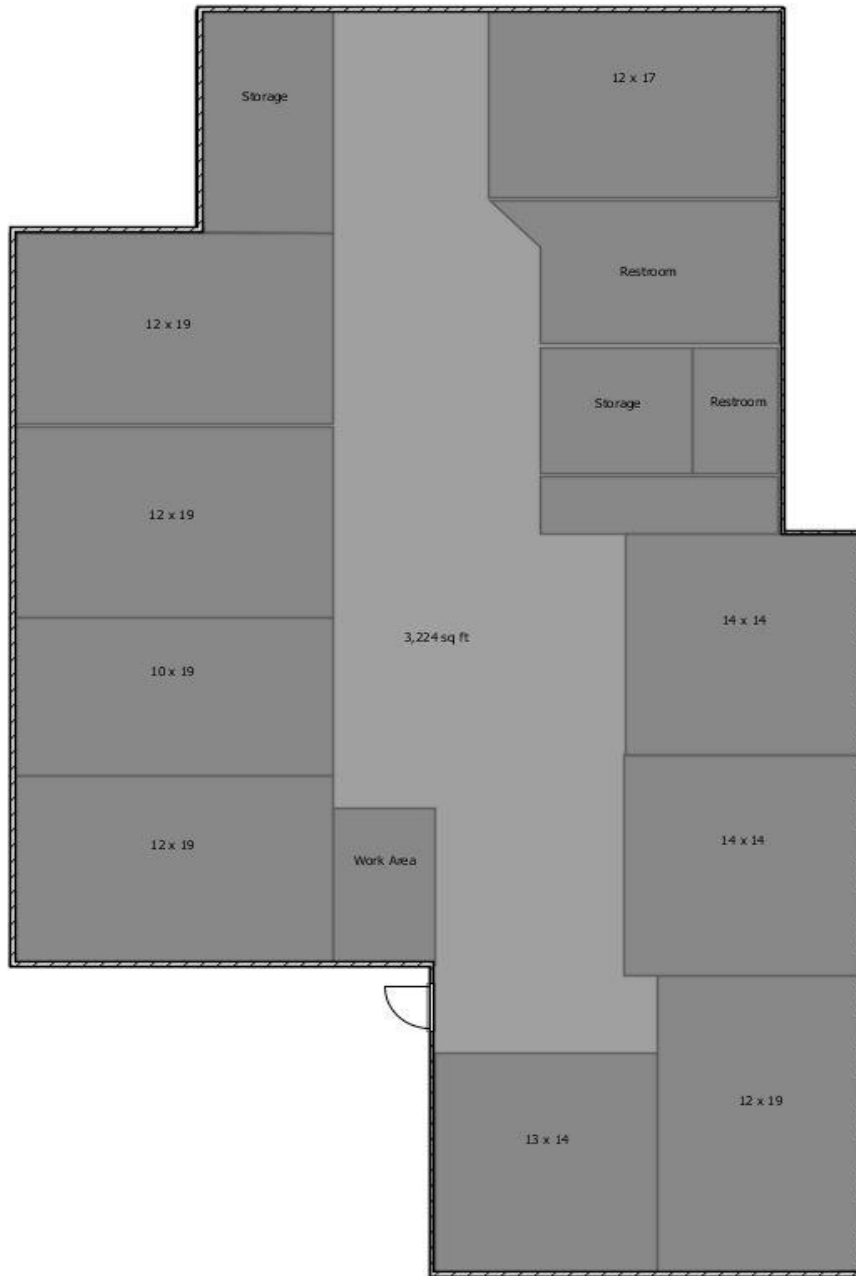 12 x 17
Storage
Restroom
12 x 19
Storage
Restroom
12 x 19
14 x 14
3,224 sq ft
10 x 19
14 x 14
12 x 19
Work Area
12 x 19
13 x 14